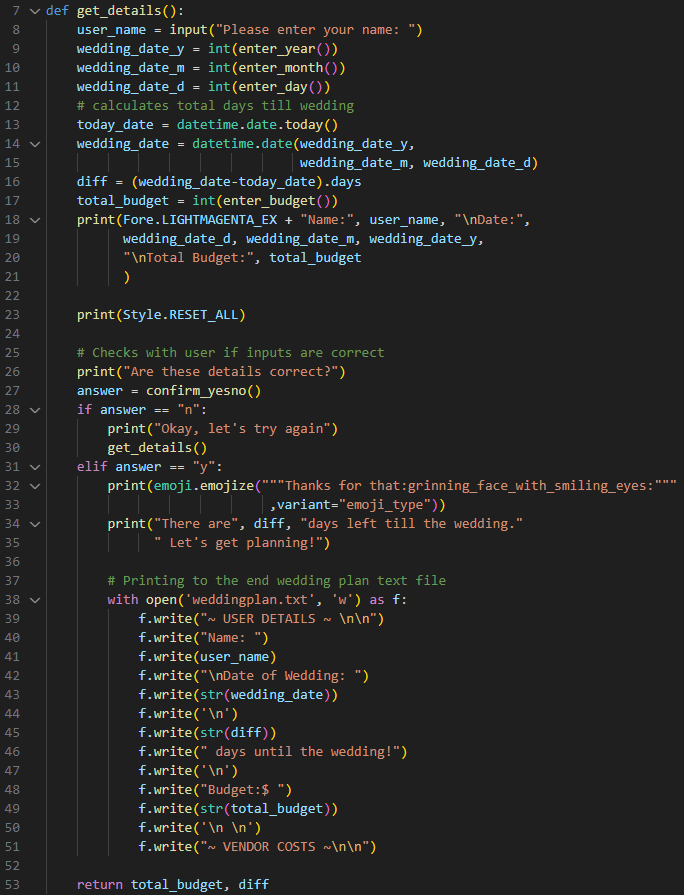 7 def get_details():
8     user_name = input("Please enter your name: ")
9     wedding_date_y = int(enter_year())
10     wedding_date_m = int(enter_month())
11     wedding_date_d = int(enter_day())
12     # calculates total days till wedding
13     today_date = datetime.date.today()
14     wedding_date = datetime.date(wedding_date_y,
15                                  wedding_date_m, wedding_date_d)
16     diff = (wedding_date-today_date).days
17     total_budget = int(enter_budget())
18     print(Fore.LIGHTMAGENTA_EX + "Name:", user_name, "\nDate:",
19           wedding_date_d, wedding_date_m, wedding_date_y,
20           "\nTotal Budget:", total_budget
21           )
22
23     print(Style.RESET_ALL)
24
25     # Checks with user if inputs are correct
26     print("Are these details correct?")
27     answer = confirm_yesno()
28     if answer == "n":
29         print("Okay, let's try again")
30         get_details()
31     elif answer == "y":
32         print(emoji.emojize("""Thanks for that:grinning_face_with_smiling_eyes:"""
33                              ,variant="emoji_type"))
34         print("There are", diff, "days left till the wedding."
35               " Let's get planning!")
36
37         # Printing to the end wedding plan text file
38         with open('weddingplan.txt', 'w') as f:
39             f.write("~ USER DETAILS ~ \n\n")
40             f.write("Name: ")
41             f.write(user_name)
42             f.write("\nDate of Wedding: ")
43             f.write(str(wedding_date))
44             f.write('\n')
45             f.write(str(diff))
46             f.write(" days until the wedding!")
47             f.write('\n')
48             f.write("Budget:$ ")
49             f.write(str(total_budget))
50             f.write('\n \n')
51             f.write("~ VENDOR COSTS ~\n\n")
52
53     return total_budget, diff